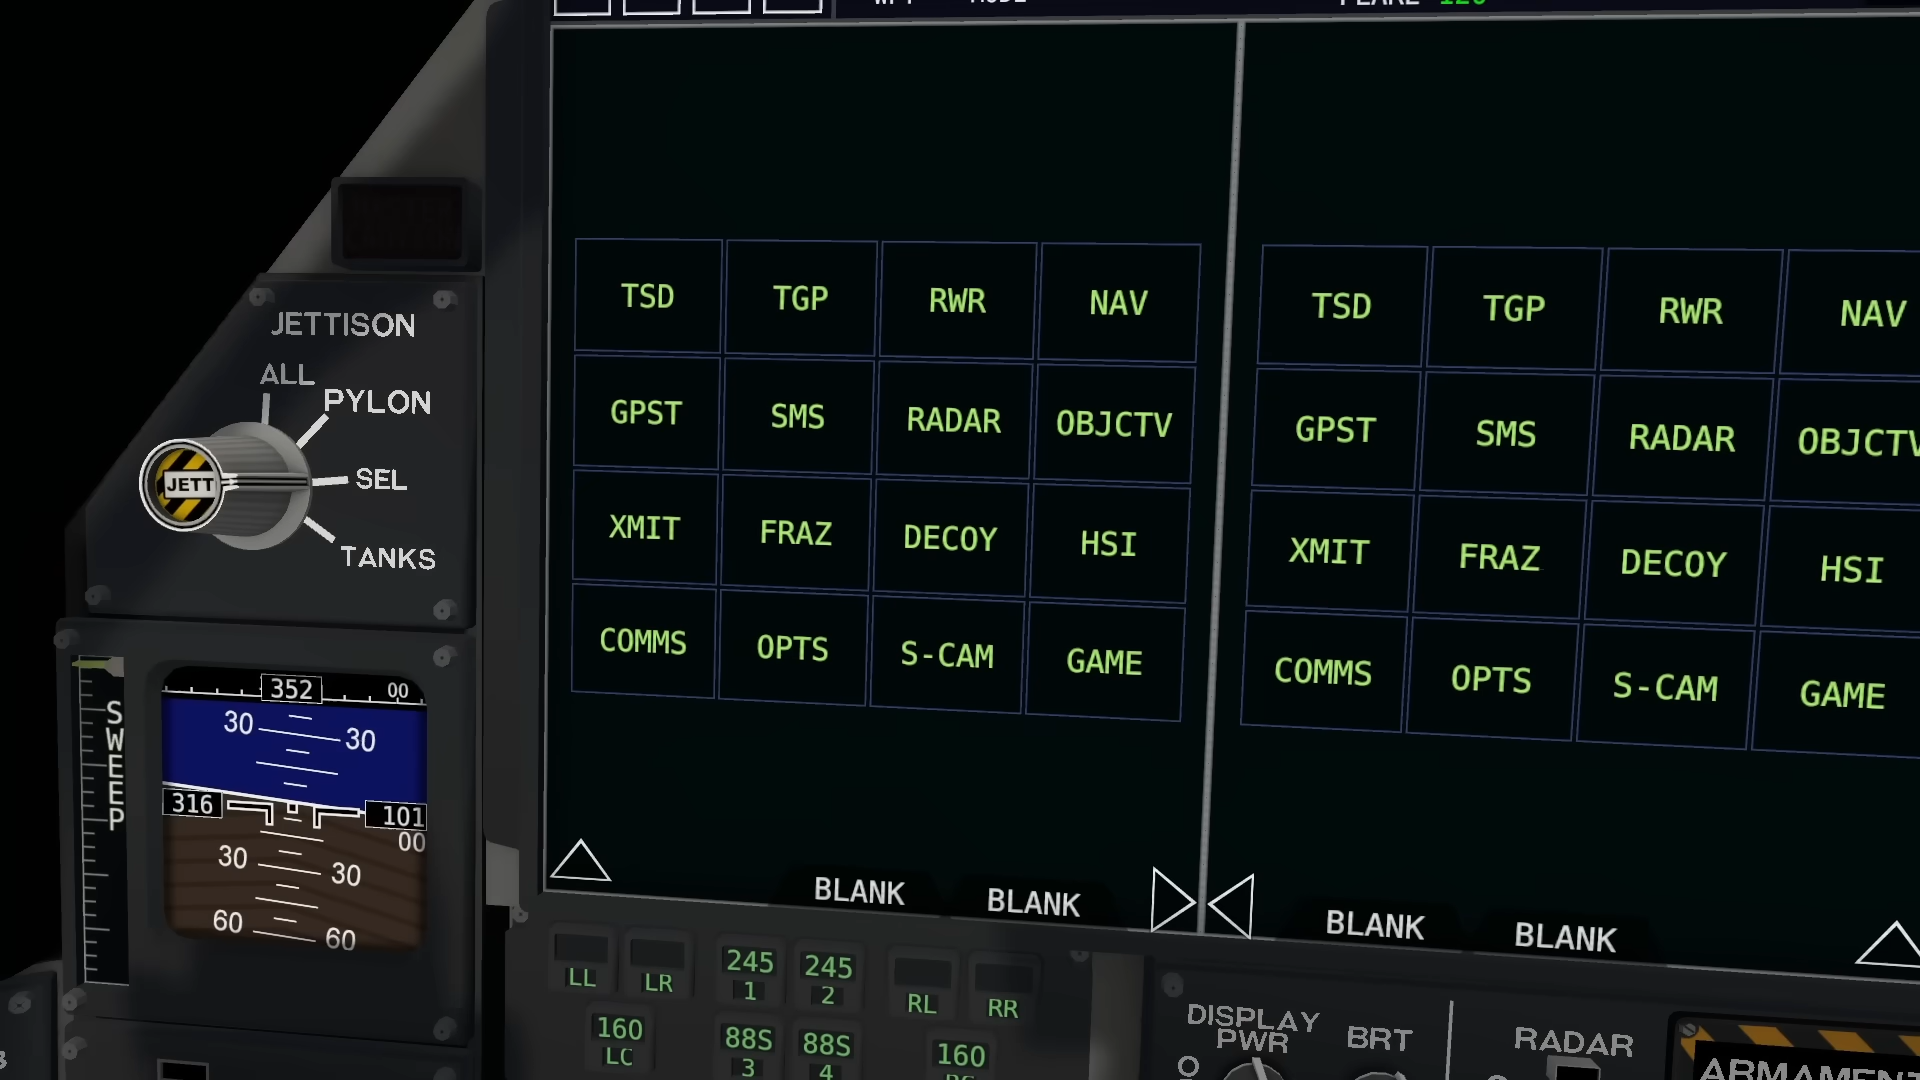 JETTISON
ALL
PYLON
SEL
TANKS
JETT
352
00
30 30
316
101
00
30 30
60 60
SWEEP
TSD TGP RWR NAV
GPST SMS RADAR OBJCTV
XMIT FRAZ DECOY HSI
COMMS OPTS S-CAM GAME
BLANK BLANK
TSD TGP RWR NAV
GPST SMS RADAR OBJCTV
XMIT FRAZ DECOY HSI
COMMS OPTS S-CAM GAME
BLANK BLANK
LL LR
245 245
1 2
RL RR
160
LC
88S 88S
3 4
160
DISPLAY
PWR
BRT
RADAR
O